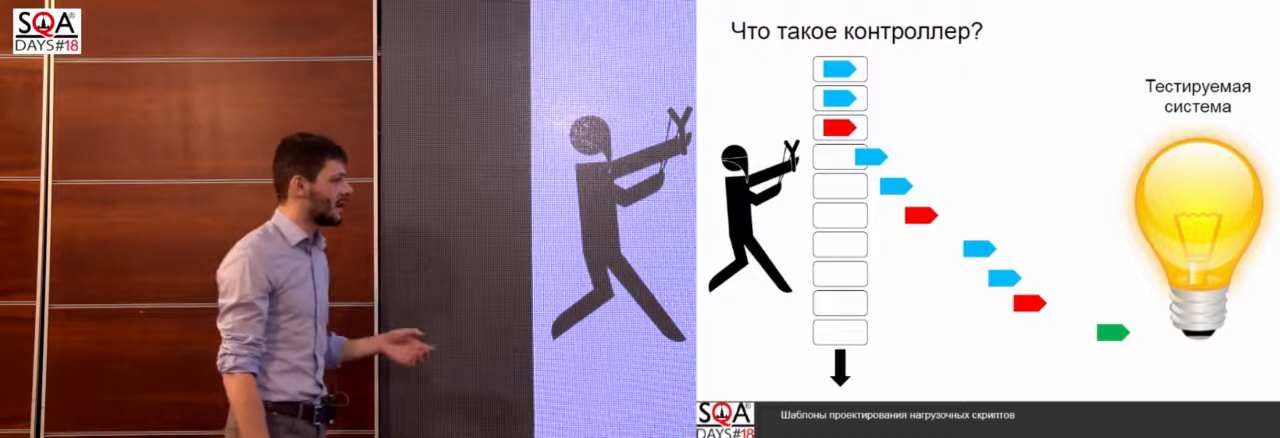 SQA
DAYS#18
Что такое контроллер?
Тестируемая
система
SQA
DAYS#18
Шаблоны проектирования нагрузочных скриптов